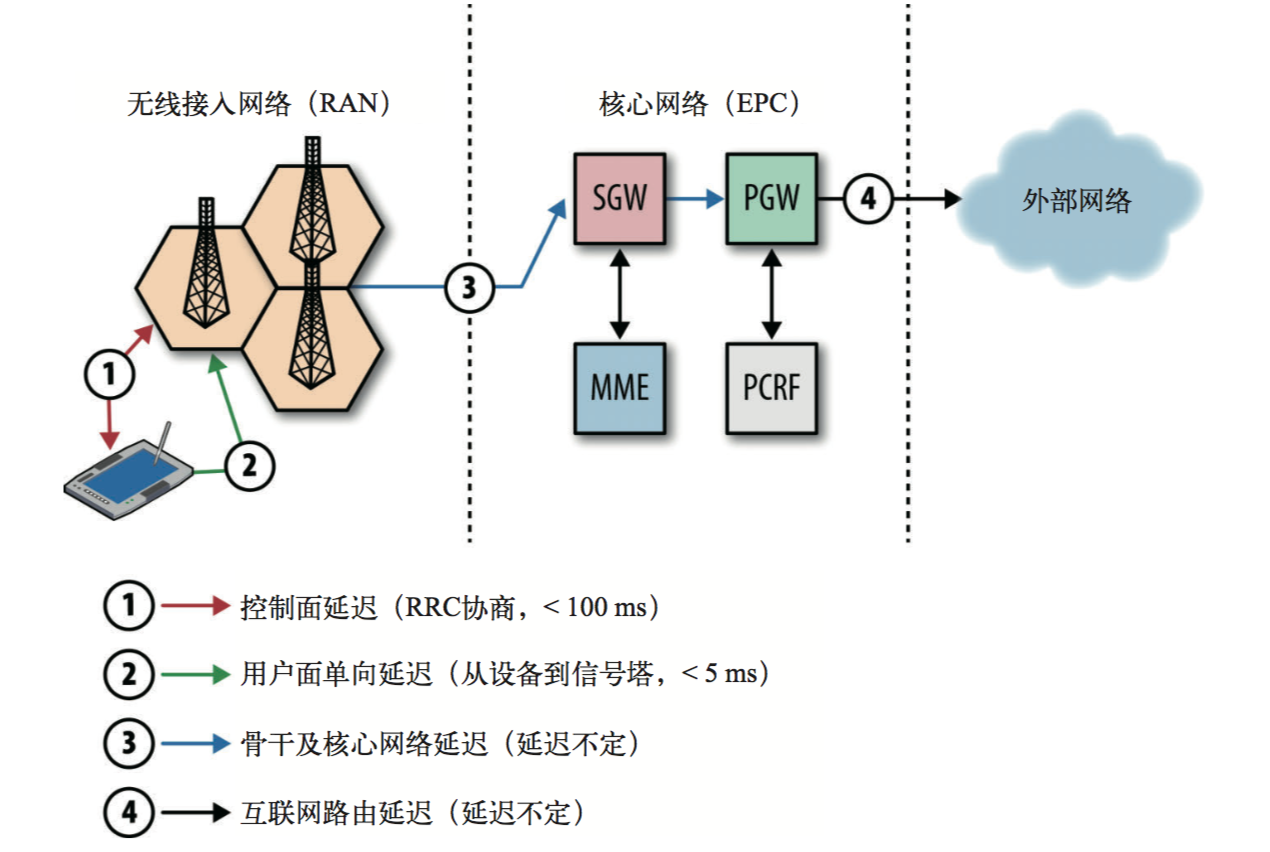 无线接入网络（RAN）
核心网络（EPC）
SGW
PGW
4
外部网络
3
1
MME
PCRF
2
1 控制面延迟（RRC协商，< 100 ms）
2 用户面单向延迟（从设备到信号塔，< 5 ms）
3 骨干及核心网络延迟（延迟不定）
4 互联网路由延迟（延迟不定）